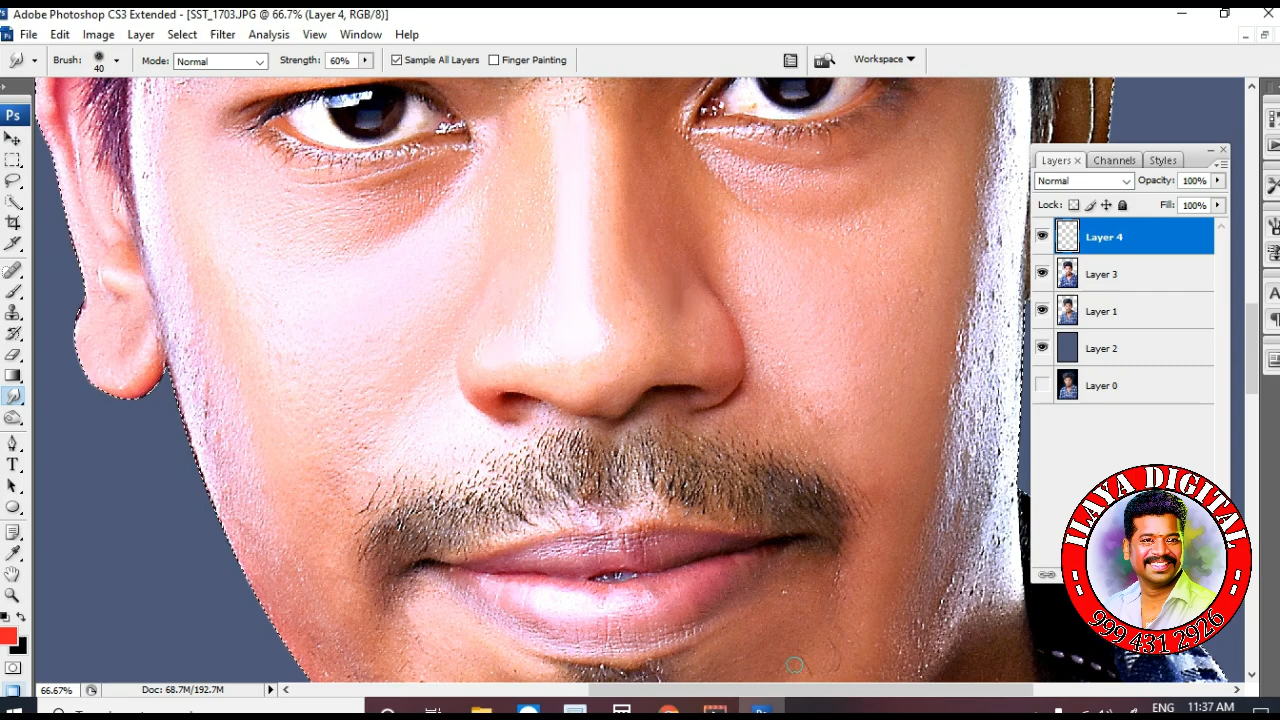 Adobe Photoshop CS3 Extended - [SST_1703.JPG @ 66.7% (Layer 4, RGB/8)]
File Edit Image Layer Select Filter Analysis View Window Help
Brush: 40 Mode: Normal Strength: 60% Sample All Layers Finger Painting Workspace
Ps
Layers Channels Styles
Normal Opacity: 100%
Lock: Fill: 100%
Layer 4
Layer 3
Layer 1
Layer 2
Layer 0
ILAYA DIGITAL
999 431 2926
66.67% Doc: 68.7M/192.7M
ENG 11:37 AM